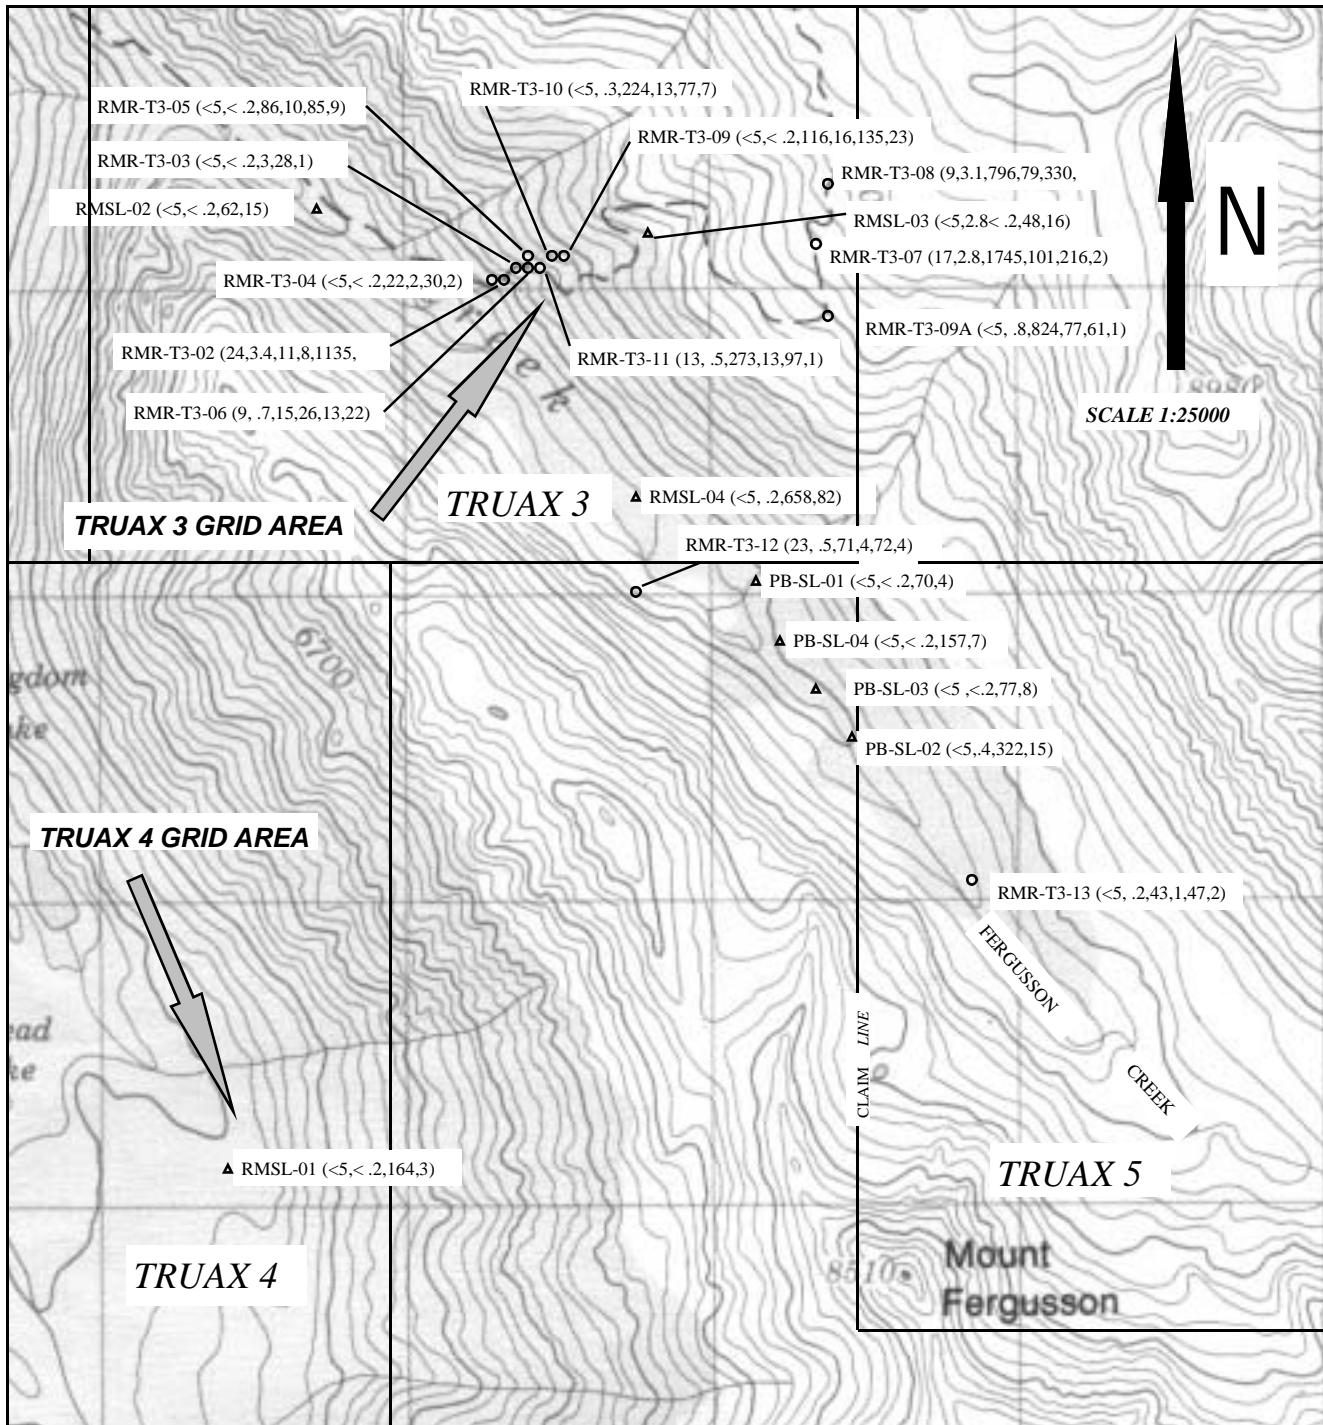 RMR-T3-10 (<5, .3,224,13,77,7)
RMR-T3-05 (<5,< .2,86,10,85,9)
RMR-T3-09 (<5,< .2,116,16,135,23)
RMR-T3-03 (<5,< .2,3,28,1)
RMR-T3-08 (9,3.1,796,79,330,
RMSL-02 (<5,< .2,62,15)
RMSL-03 (<5,2.8< .2,48,16)
N
RMR-T3-07 (17,2.8,1745,101,216,2)
RMR-T3-04 (<5,< .2,22,2,30,2)
RMR-T3-09A (<5, .8,824,77,61,1)
RMR-T3-02 (24,3.4,11,8,1135,
RMR-T3-11 (13, .5,273,13,97,1)
8980
RMR-T3-06 (9, .7,15,26,13,22)
SCALE 1:25000
TRUAX 3
RMSL-04 (<5, .2,658,82)
TRUAX 3 GRID AREA
RMR-T3-12 (23, .5,71,4,72,4)
PB-SL-01 (<5,< .2,70,4)
PB-SL-04 (<5,< .2,157,7)
6700
gdom
ke
PB-SL-03 (<5 ,<.2,77,8)
PB-SL-02 (<5,.4,322,15)
TRUAX 4 GRID AREA
RMR-T3-13 (<5, .2,43,1,47,2)
FERGUSSON
CREEK
CLAIM LINE
ead
ke
RMSL-01 (<5,< .2,164,3)
TRUAX 5
TRUAX 4
8510
Mount
Fergusson